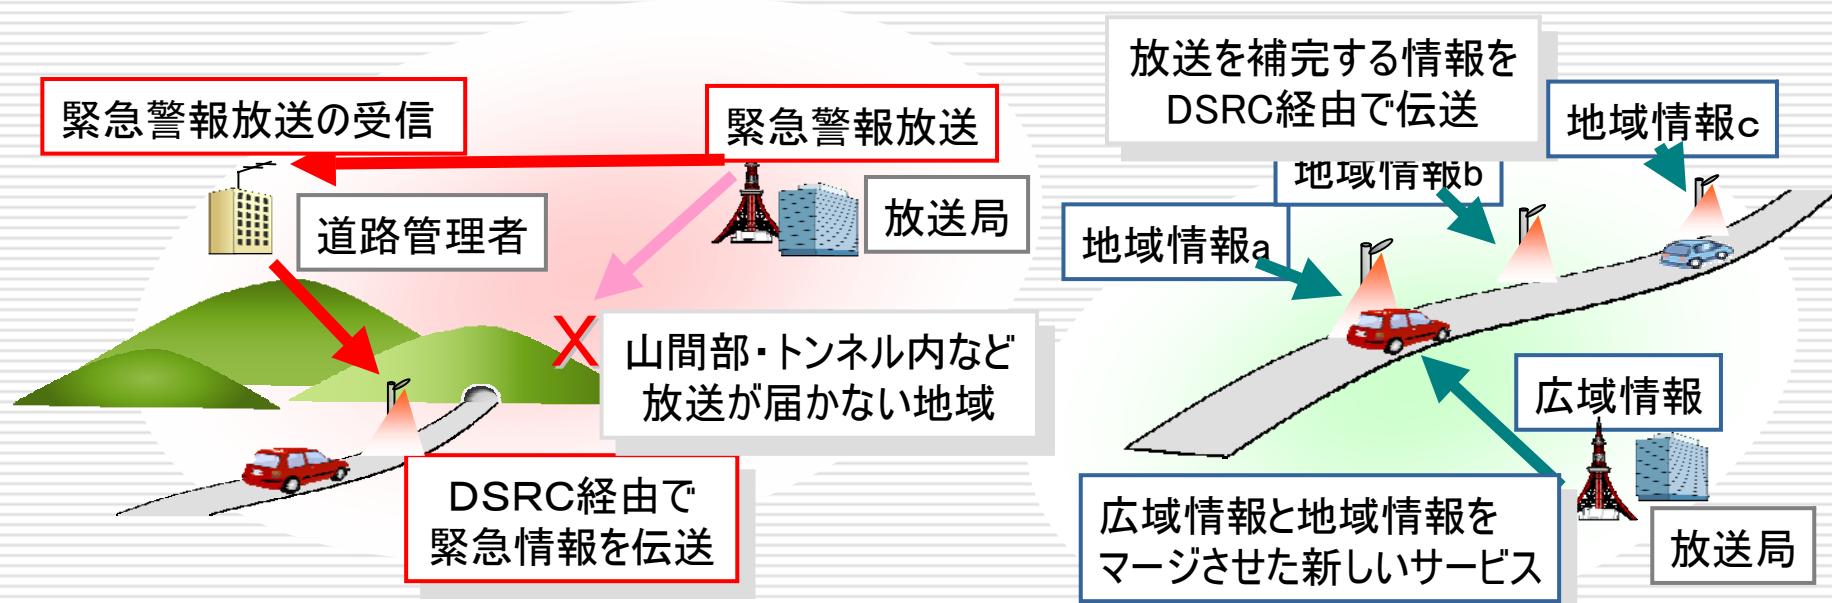 緊急警報放送の受信
緊急警報放送
道路管理者
放送局
X
山間部・トンネル内など
放送が届かない地域
DSRC経由で
緊急情報を伝送
放送を補完する情報を
DSRC経由で伝送
地域情報c
地域情報b
地域情報a
広域情報
広域情報と地域情報を
マージさせた新しいサービス
放送局